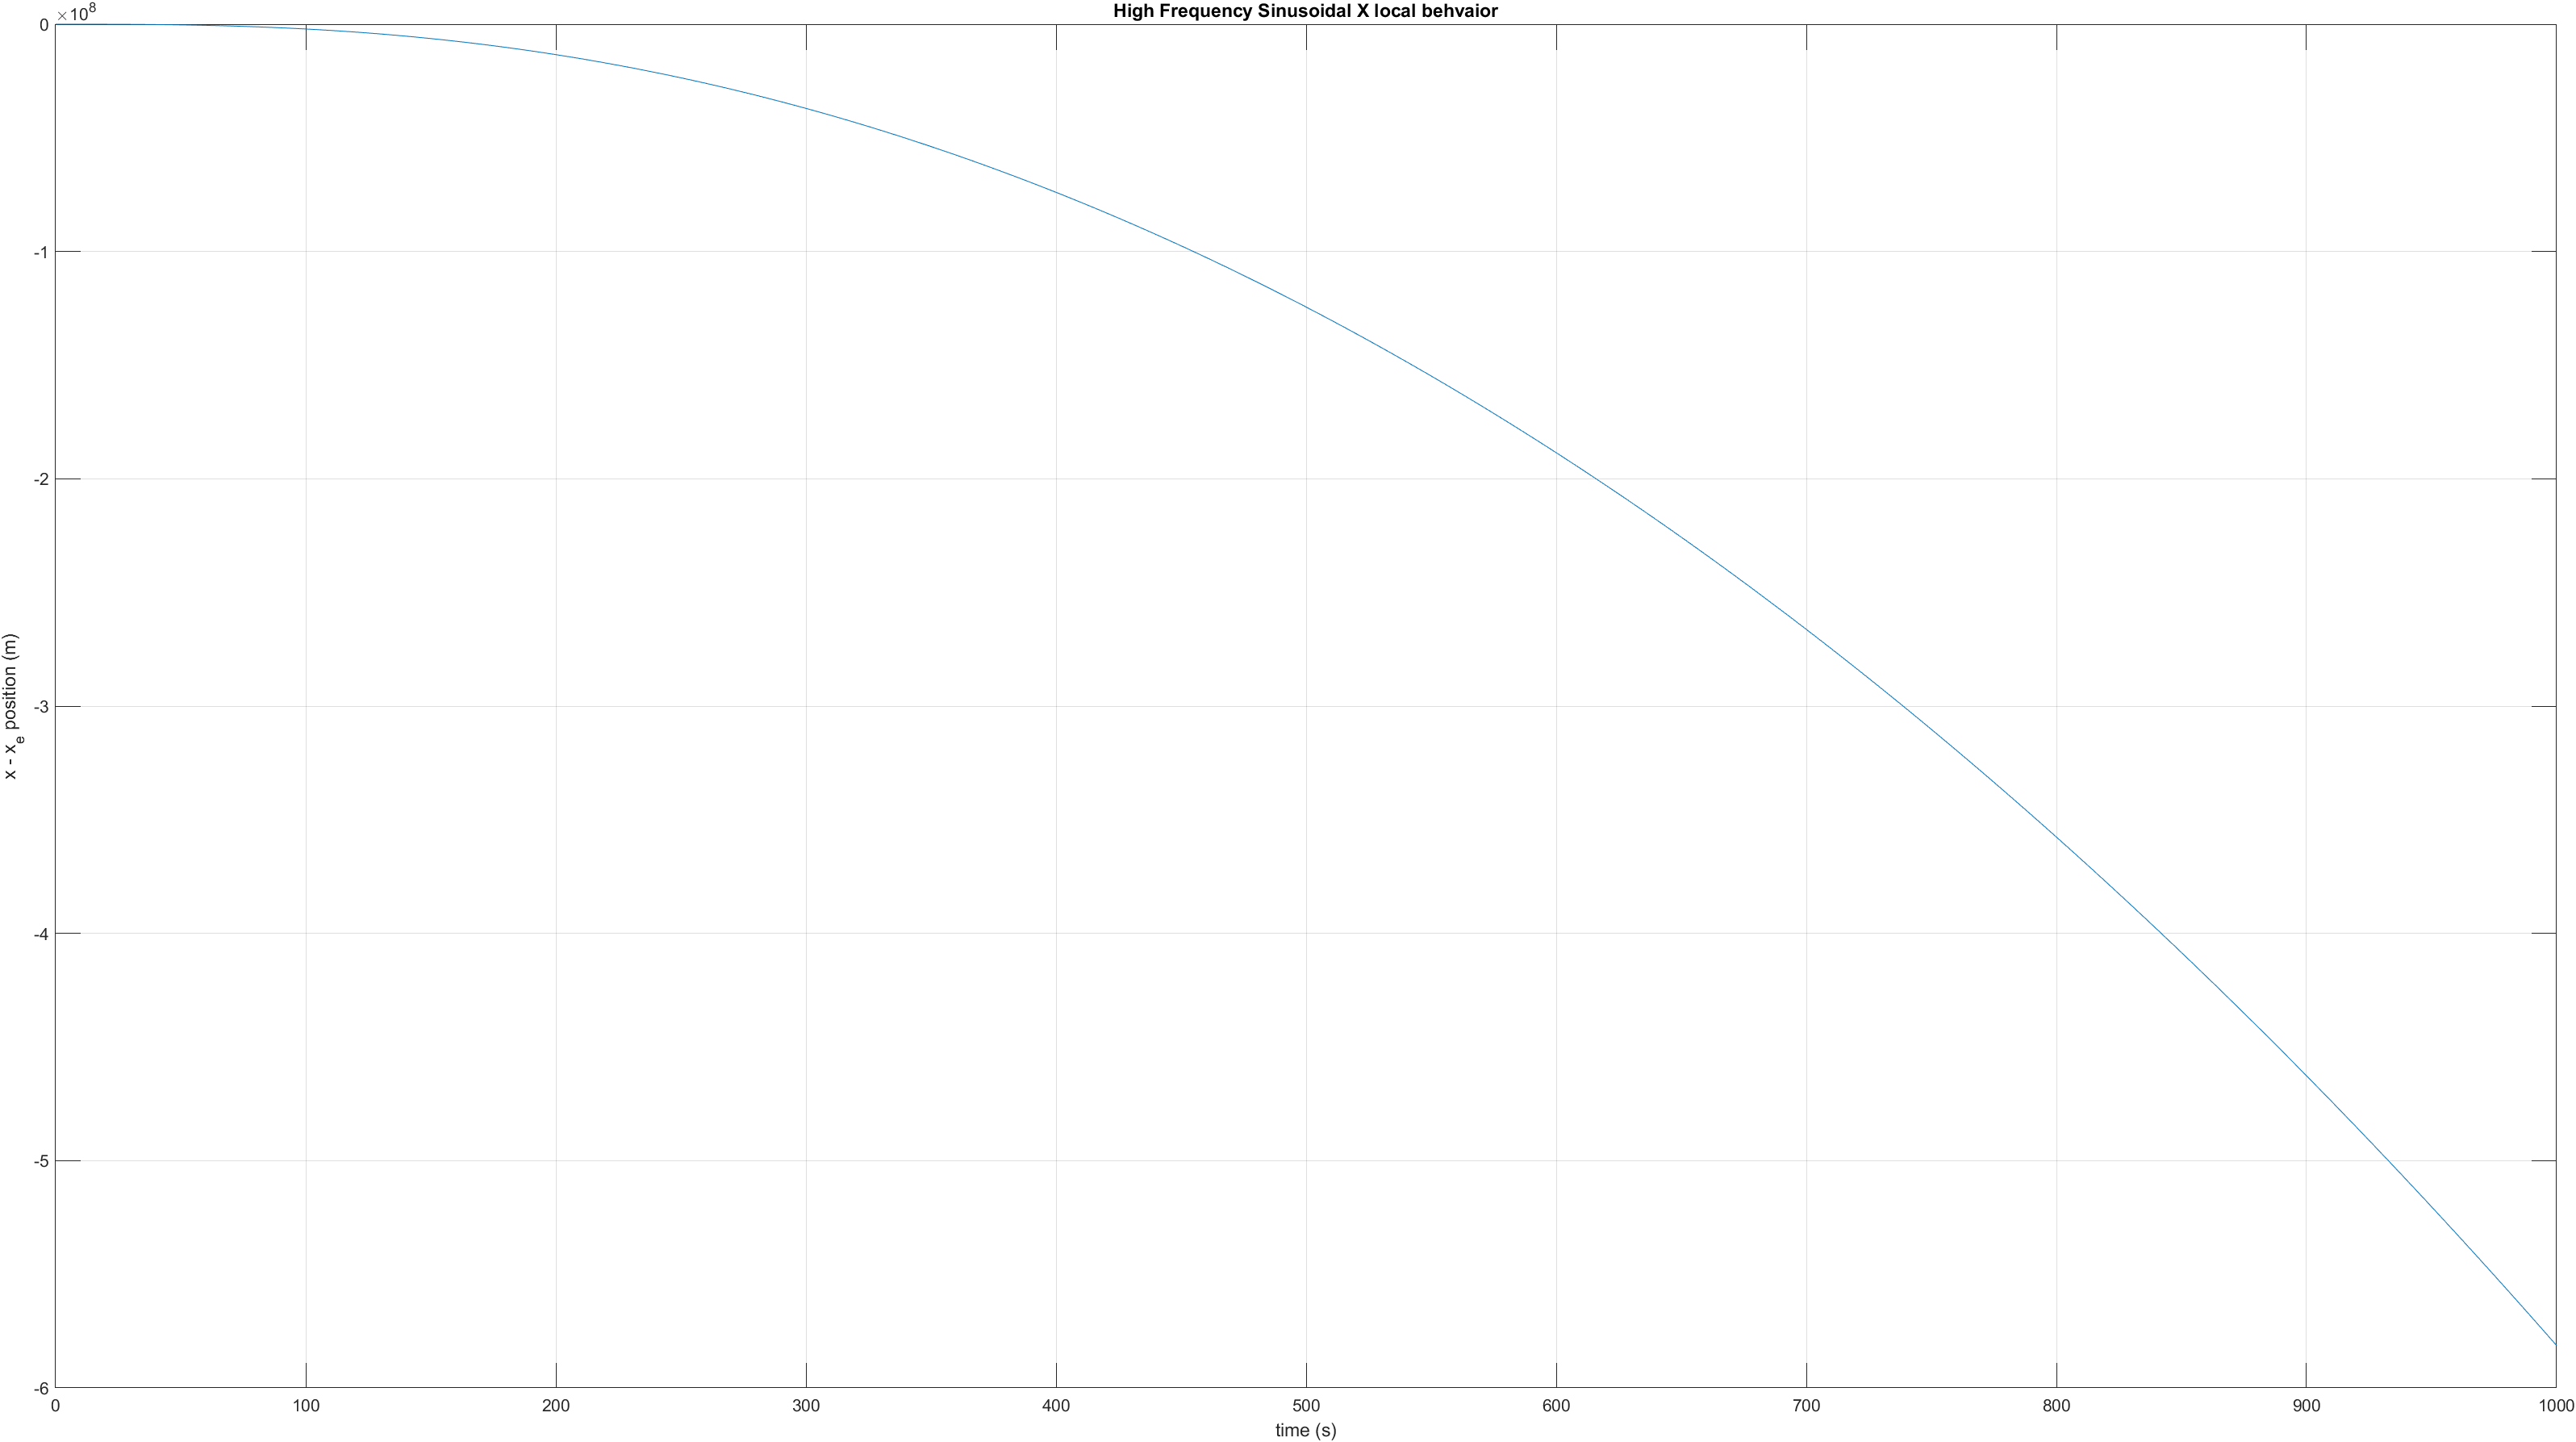 High Frequency Sinusoidal X local behvaior
×10^8
0
-1
-2
-3
-4
-5
-6
x - x_e position (m)
0 100 200 300 400 500 600 700 800 900 1000
time (s)